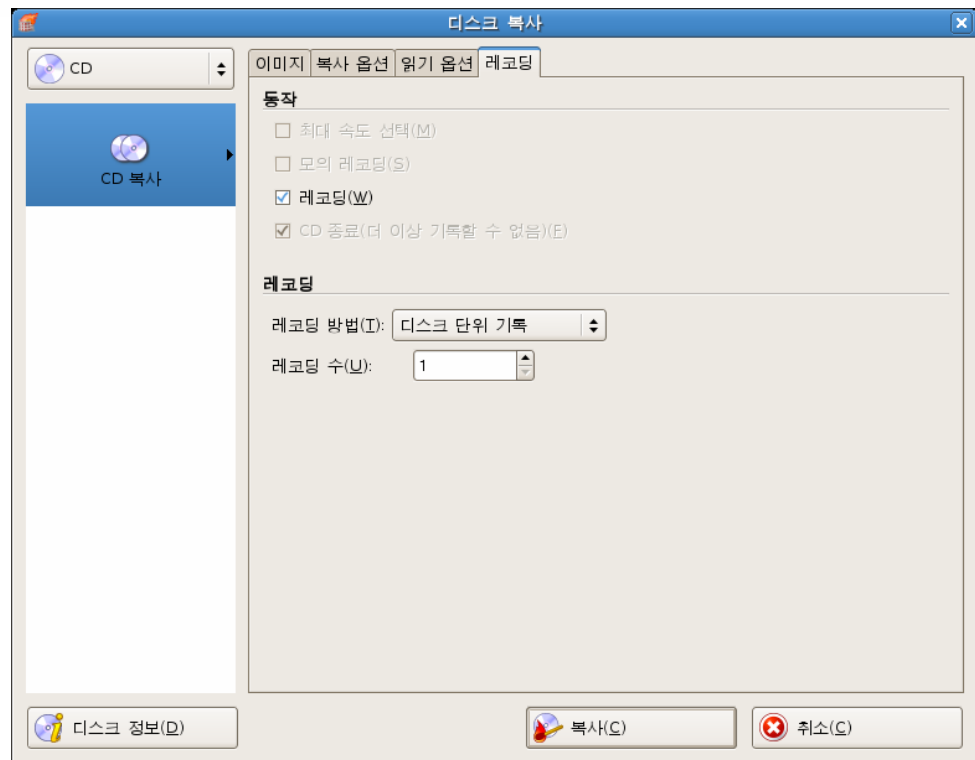 디스크 복사
CD
이미지 복사 옵션 읽기 옵션 레코딩
CD 복사
동작
최대 속도 선택(M)
모의 레코딩(S)
레코딩(W)
CD 종료(더 이상 기록할 수 없음)(F)
레코딩
레코딩 방법(T): 디스크 단위 기록
레코딩 수(U): 1
디스크 정보(D)
복사(C)
취소(C)